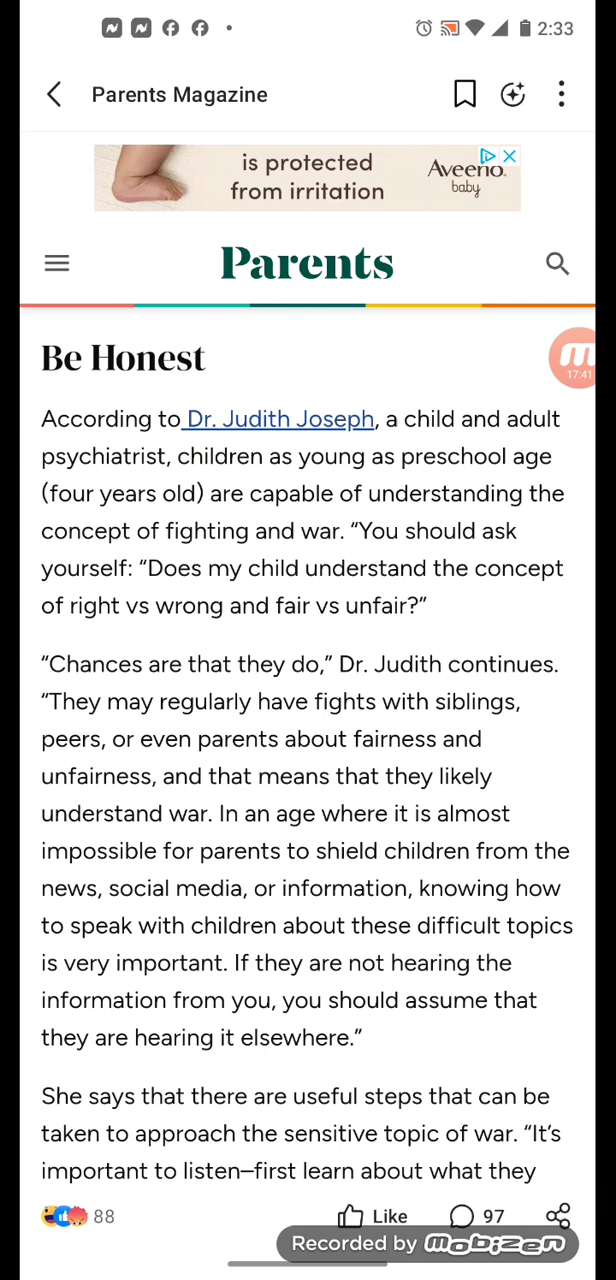 2:33
Parents Magazine
is protected
from irritation
Aveeno.
baby
Parents
Be Honest
17:41
According to Dr. Judith Joseph, a child and adult
psychiatrist, children as young as preschool age
(four years old) are capable of understanding the
concept of fighting and war. “You should ask
yourself: “Does my child understand the concept
of right vs wrong and fair vs unfair?”
“Chances are that they do,” Dr. Judith continues.
“They may regularly have fights with siblings,
peers, or even parents about fairness and
unfairness, and that means that they likely
understand war. In an age where it is almost
impossible for parents to shield children from the
news, social media, or information, knowing how
to speak with children about these difficult topics
is very important. If they are not hearing the
information from you, you should assume that
they are hearing it elsewhere.”
She says that there are useful steps that can be
taken to approach the sensitive topic of war. “It’s
important to listen–first learn about what they
88 Like 97
Recorded by mobizen